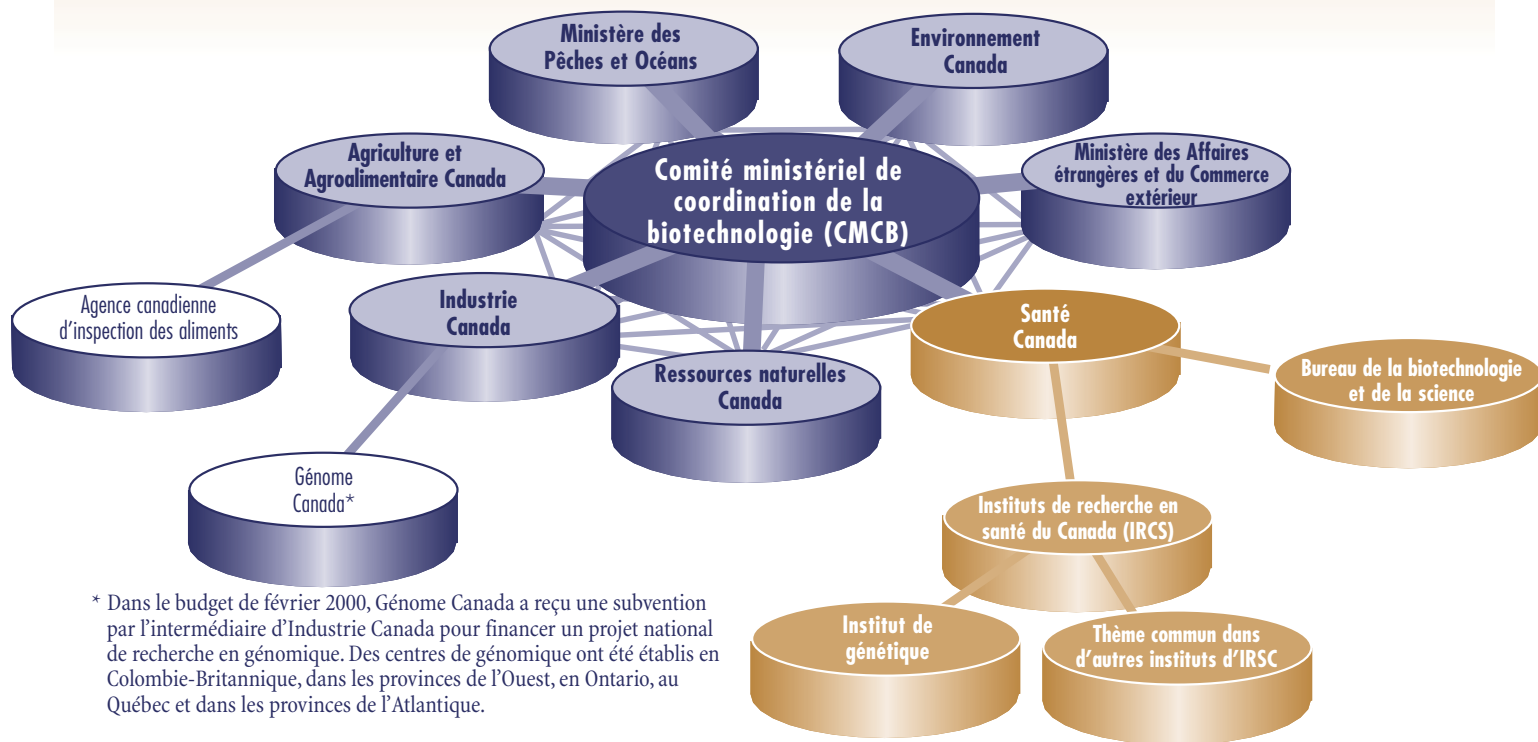 Ministère des
Pêches et Océans
Environnement
Canada
Agriculture et
Agroalimentaire Canada
Comité ministériel de
coordination de la
biotechnologie (CMCB)
Ministère des Affaires
étrangères et du Commerce
extérieur
Agence canadienne
d'inspection des aliments
Industrie
Canada
Santé
Canada
Ressources naturelles
Canada
Bureau de la biotechnologie
et de la science
Génome
Canada*
Instituts de recherche en
santé du Canada (IRCS)
Institut de
génétique
Thème commun dans
d'autres instituts d'IRSC
* Dans le budget de février 2000, Génome Canada a reçu une subvention
par l'intermédiaire d'Industrie Canada pour financer un projet national
de recherche en génomique. Des centres de génomique ont été établis en
Colombie-Britannique, dans les provinces de l'Ouest, en Ontario, au
Québec et dans les provinces de l'Atlantique.